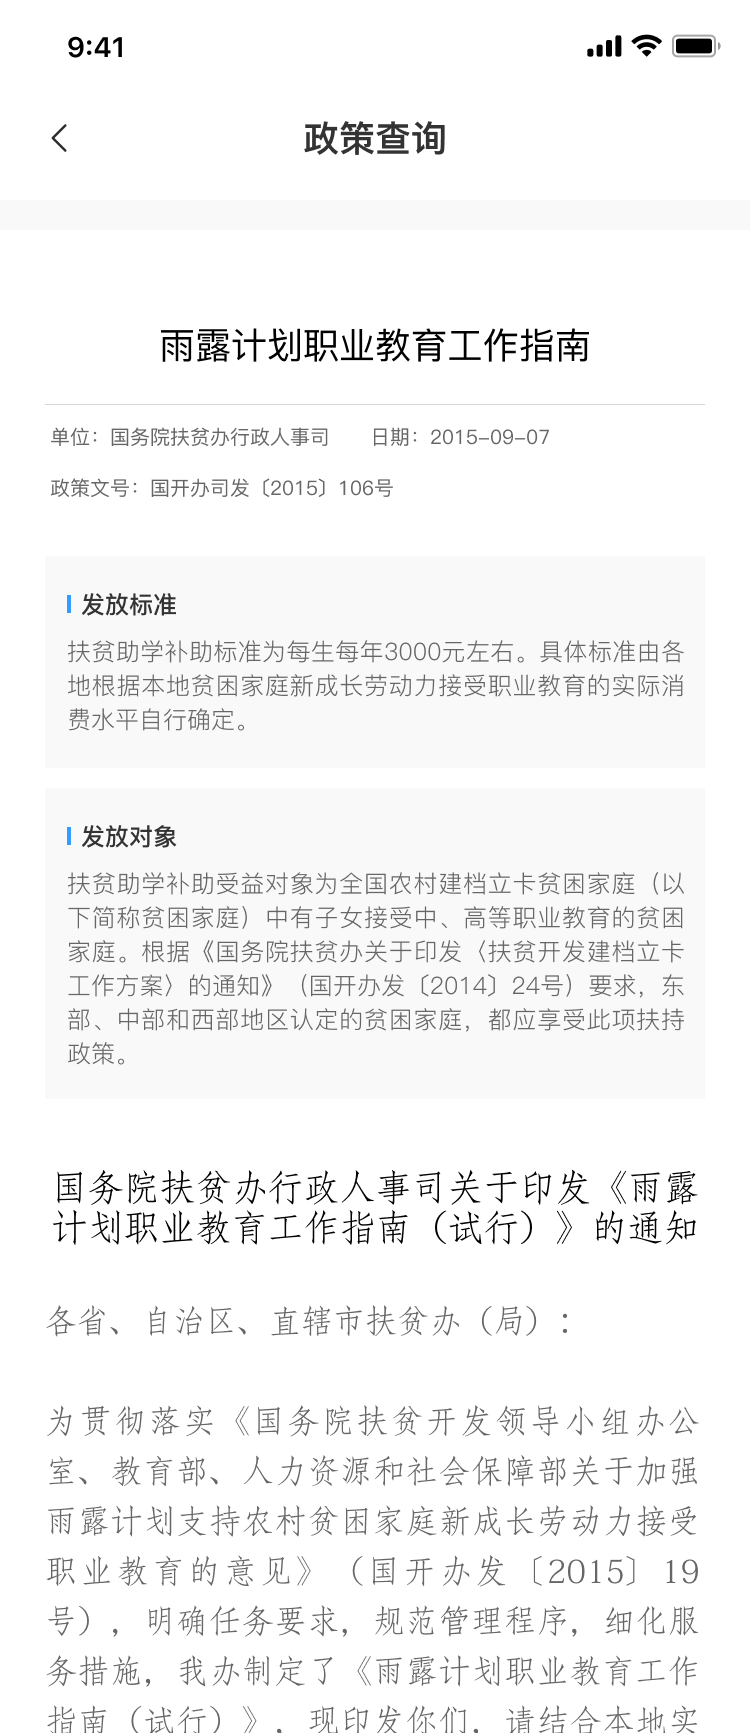 9:41
政策查询
雨露计划职业教育工作指南
单位：国务院扶贫办行政人事司 日期：2015-09-07
政策文号：国开办司发〔2015〕106号
发放标准
扶贫助学补助标准为每生每年3000元左右。具体标准由各
地根据本地贫困家庭新成长劳动力接受职业教育的实际消
费水平自行确定。
发放对象
扶贫助学补助受益对象为全国农村建档立卡贫困家庭（以
下简称贫困家庭）中有子女接受中、高等职业教育的贫困
家庭。根据《国务院扶贫办关于印发〈扶贫开发建档立卡
工作方案〉的通知》（国开办发〔2014〕24号）要求，东
部、中部和西部地区认定的贫困家庭，都应享受此项扶持
政策。
国务院扶贫办行政人事司关于印发《雨露
计划职业教育工作指南（试行）》的通知
各省、自治区、直辖市扶贫办（局）：
为贯彻落实《国务院扶贫开发领导小组办公
室、教育部、人力资源和社会保障部关于加强
雨露计划支持农村贫困家庭新成长劳动力接受
职业教育的意见》（国开办发〔2015〕19
号），明确任务要求，规范管理程序，细化服
务措施，我办制定了《雨露计划职业教育工作
指南（试行）》，现印发你们，请结合本地实